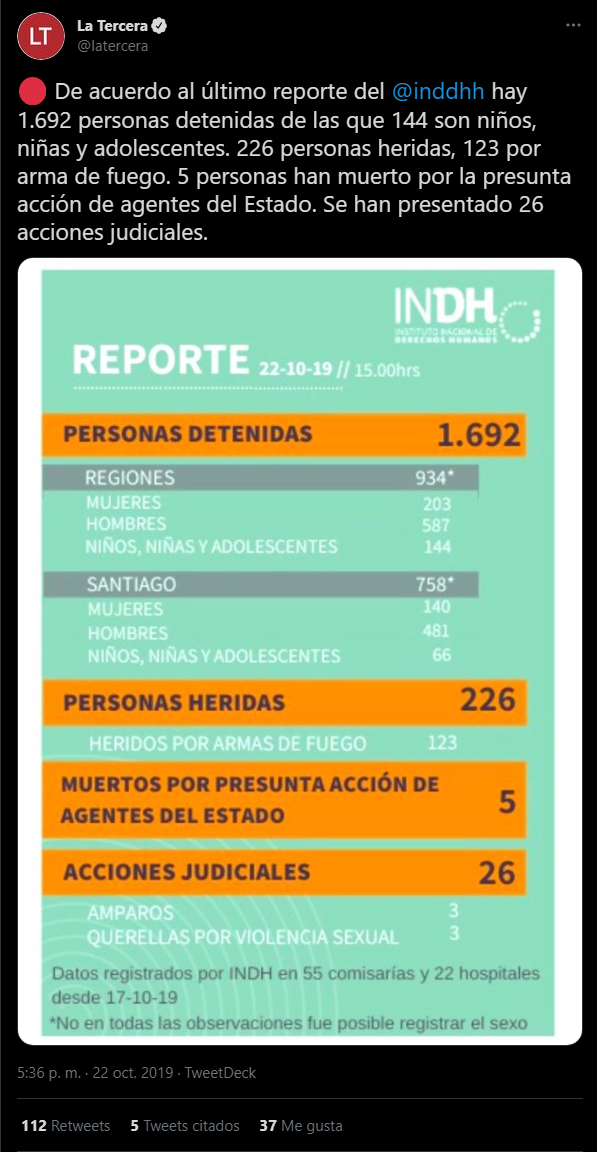 LT
La Tercera
@latercera
De acuerdo al último reporte del @inddhh hay
1.692 personas detenidas de las que 144 son niños,
niñas y adolescentes. 226 personas heridas, 123 por
arma de fuego. 5 personas han muerto por la presunta
acción de agentes del Estado. Se han presentado 26
acciones judiciales.
INDH
INSTITUTO NACIONAL DE
DERECHOS HUMANOS
REPORTE 22-10-19 // 15.00hrs
PERSONAS DETENIDAS 1.692
REGIONES 934*
MUJERES 203
HOMBRES 587
NIÑOS, NIÑAS Y ADOLESCENTES 144
SANTIAGO 758*
MUJERES 140
HOMBRES 481
NIÑOS, NIÑAS Y ADOLESCENTES 66
PERSONAS HERIDAS 226
HERIDOS POR ARMAS DE FUEGO 123
MUERTOS POR PRESUNTA ACCIÓN DE
AGENTES DEL ESTADO 5
ACCIONES JUDICIALES 26
AMPAROS 3
QUERELLAS POR VIOLENCIA SEXUAL 3
Datos registrados por INDH en 55 comisarías y 22 hospitales
desde 17-10-19
*No en todas las observaciones fue posible registrar el sexo
5:36 p. m. · 22 oct. 2019 · TweetDeck
112 Retweets 5 Tweets citados 37 Me gusta